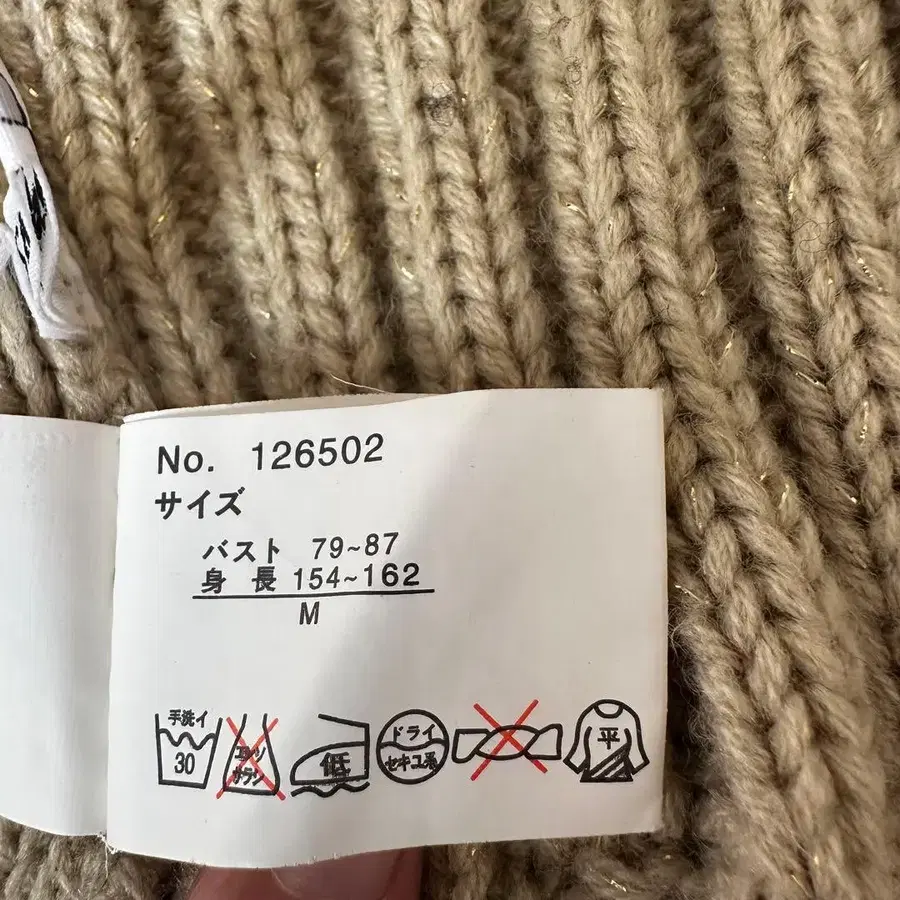 No. 126502
サイズ
バスト 79~87
身 長 154~162
M
手洗イ
30
エンソ
サラシ
低
ドライ
セキユ系
平